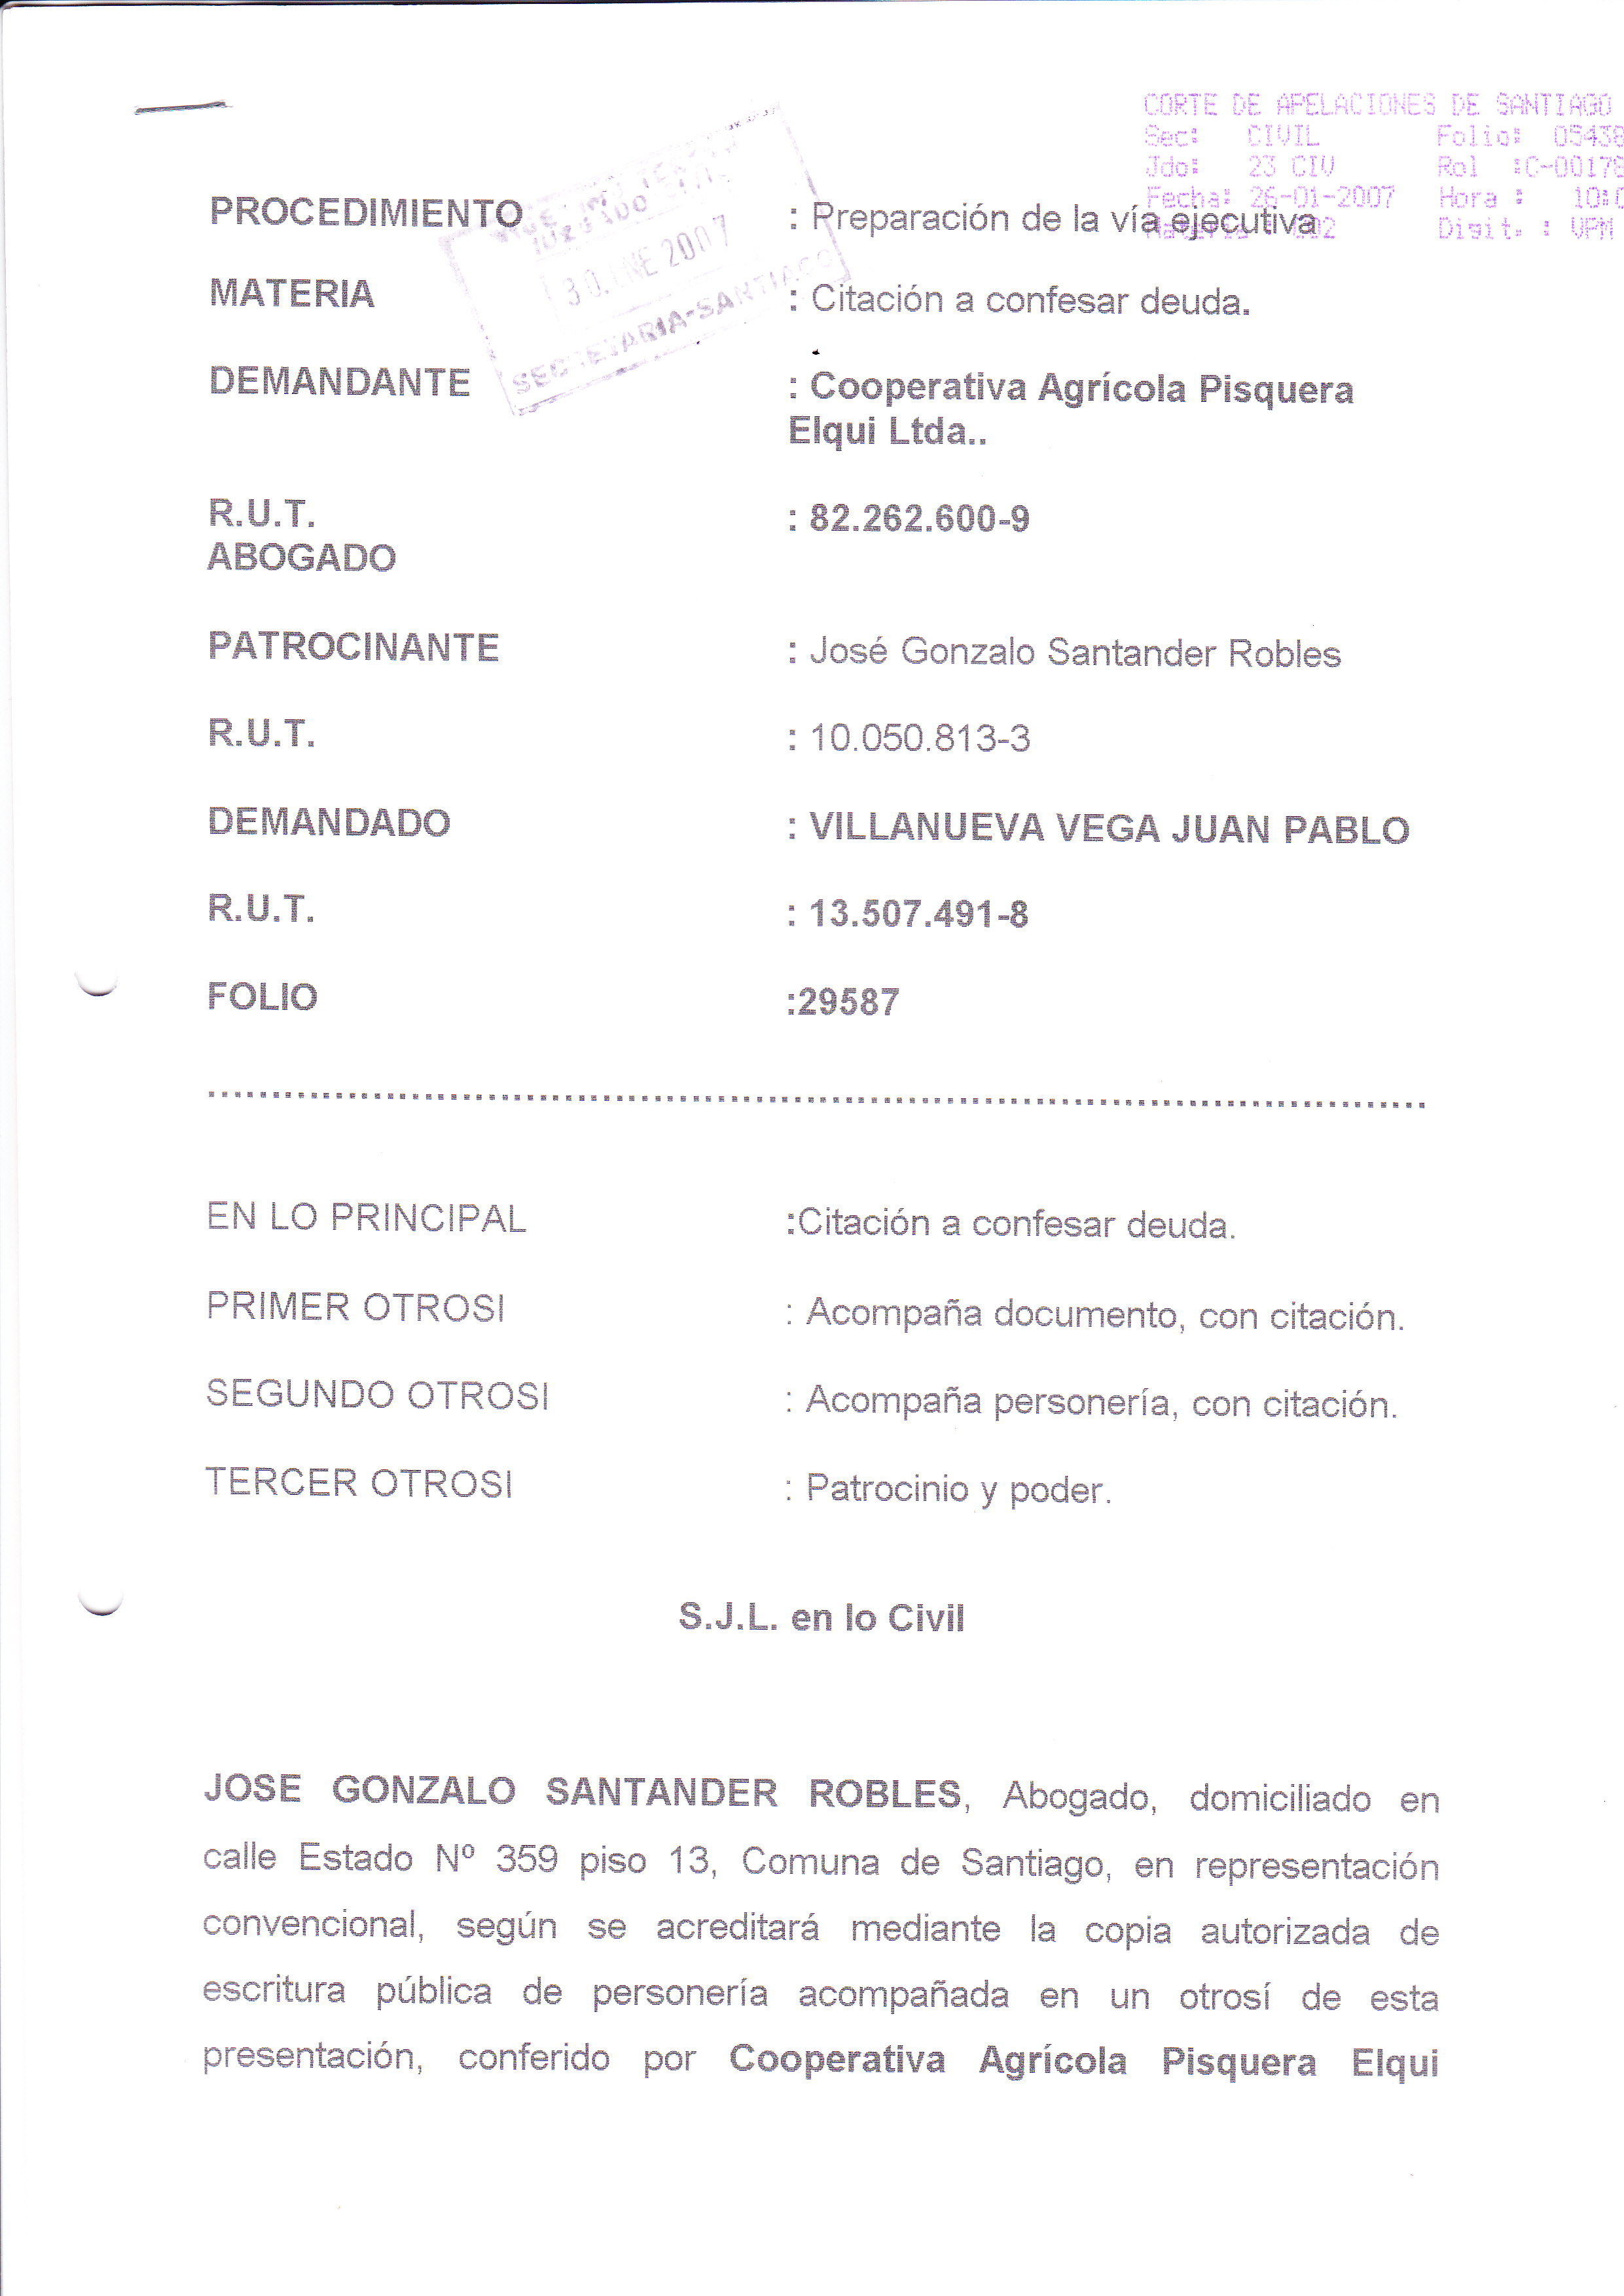 CORTE DE APELACIONES DE SANTIAGO
Sec: CIVIL Folio: 05438
Jdo: 23 CIV Rol :C-00178
Fecha: 26-01-2007 Hora : 10:0
Digit. : VPM
30 ENE 2007
SECRETARIA-SANTIAGO
PROCEDIMIENTO : Preparación de la vía ejecutiva
MATERIA : Citación a confesar deuda.
DEMANDANTE : Cooperativa Agrícola Pisquera
Elqui Ltda..
R.U.T. : 82.262.600-9
ABOGADO
PATROCINANTE : José Gonzalo Santander Robles
R.U.T. : 10.050.813-3
DEMANDADO : VILLANUEVA VEGA JUAN PABLO
R.U.T. : 13.507.491-8
FOLIO :29587
EN LO PRINCIPAL :Citación a confesar deuda.
PRIMER OTROSI : Acompaña documento, con citación.
SEGUNDO OTROSI : Acompaña personería, con citación.
TERCER OTROSI : Patrocinio y poder.
S.J.L. en lo Civil
JOSE GONZALO SANTANDER ROBLES, Abogado, domiciliado en
calle Estado Nº 359 piso 13, Comuna de Santiago, en representación
convencional, según se acreditará mediante la copia autorizada de
escritura pública de personería acompañada en un otrosí de esta
presentación, conferido por Cooperativa Agrícola Pisquera Elqui